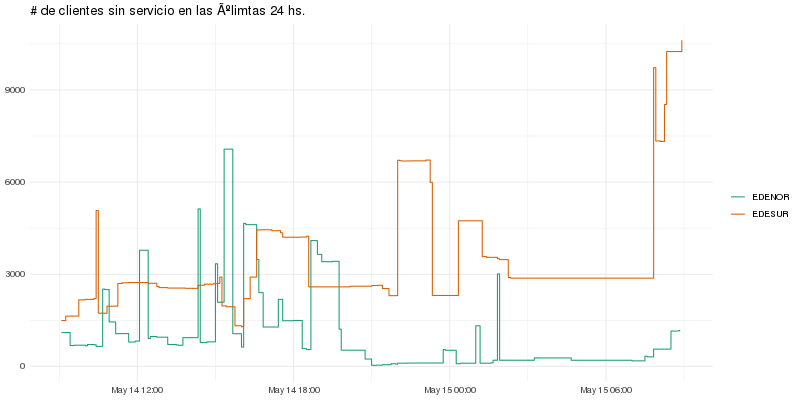 # de clientes sin servicio en las Ãºlimtas 24 hs.
9000
6000
3000
0
May 14 12:00
May 14 18:00
May 15 00:00
May 15 06:00
EDENOR
EDESUR